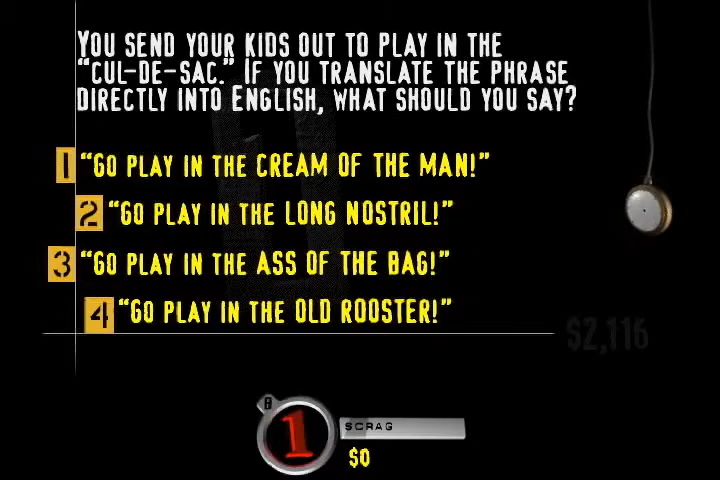 YOU SEND YOUR KIDS OUT TO PLAY IN THE
“CUL-DE-SAC.” IF YOU TRANSLATE THE PHRASE
DIRECTLY INTO ENGLISH, WHAT SHOULD YOU SAY?
1 “GO PLAY IN THE CREAM OF THE MAN!”
2 “GO PLAY IN THE LONG NOSTRIL!”
3 “GO PLAY IN THE ASS OF THE BAG!”
4 “GO PLAY IN THE OLD ROOSTER!”
$2,116
1 SCRAG
$0